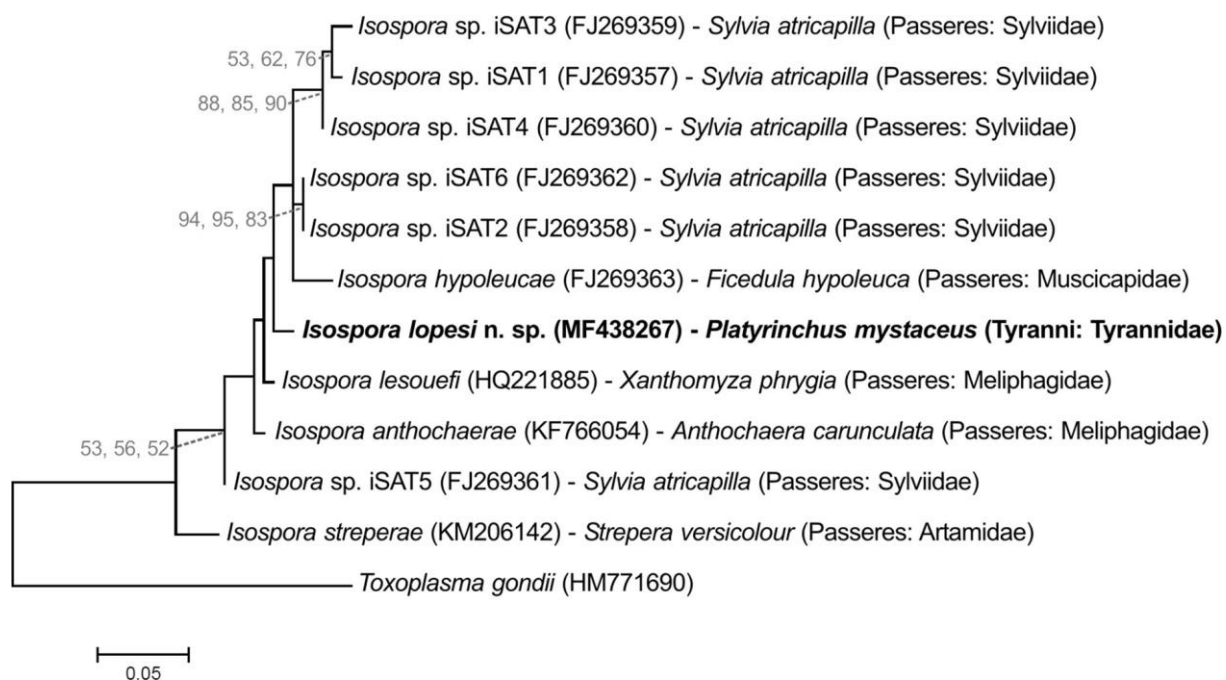 Isospora sp. iSAT3 (FJ269359) - Sylvia atricapilla (Passeres: Sylviidae)
53, 62, 76
Isospora sp. iSAT1 (FJ269357) - Sylvia atricapilla (Passeres: Sylviidae)
88, 85, 90
Isospora sp. iSAT4 (FJ269360) - Sylvia atricapilla (Passeres: Sylviidae)
Isospora sp. iSAT6 (FJ269362) - Sylvia atricapilla (Passeres: Sylviidae)
94, 95, 83
Isospora sp. iSAT2 (FJ269358) - Sylvia atricapilla (Passeres: Sylviidae)
Isospora hypoleucae (FJ269363) - Ficedula hypoleuca (Passeres: Muscicapidae)
Isospora lopesi n. sp. (MF438267) - Platyrinchus mystaceus (Tyranni: Tyrannidae)
Isospora lesouefi (HQ221885) - Xanthomyza phrygia (Passeres: Meliphagidae)
Isospora anthochaerae (KF766054) - Anthochaera carunculata (Passeres: Meliphagidae)
53, 56, 52
Isospora sp. iSAT5 (FJ269361) - Sylvia atricapilla (Passeres: Sylviidae)
Isospora streperae (KM206142) - Strepera versicolour (Passeres: Artamidae)
Toxoplasma gondii (HM771690)
0.05